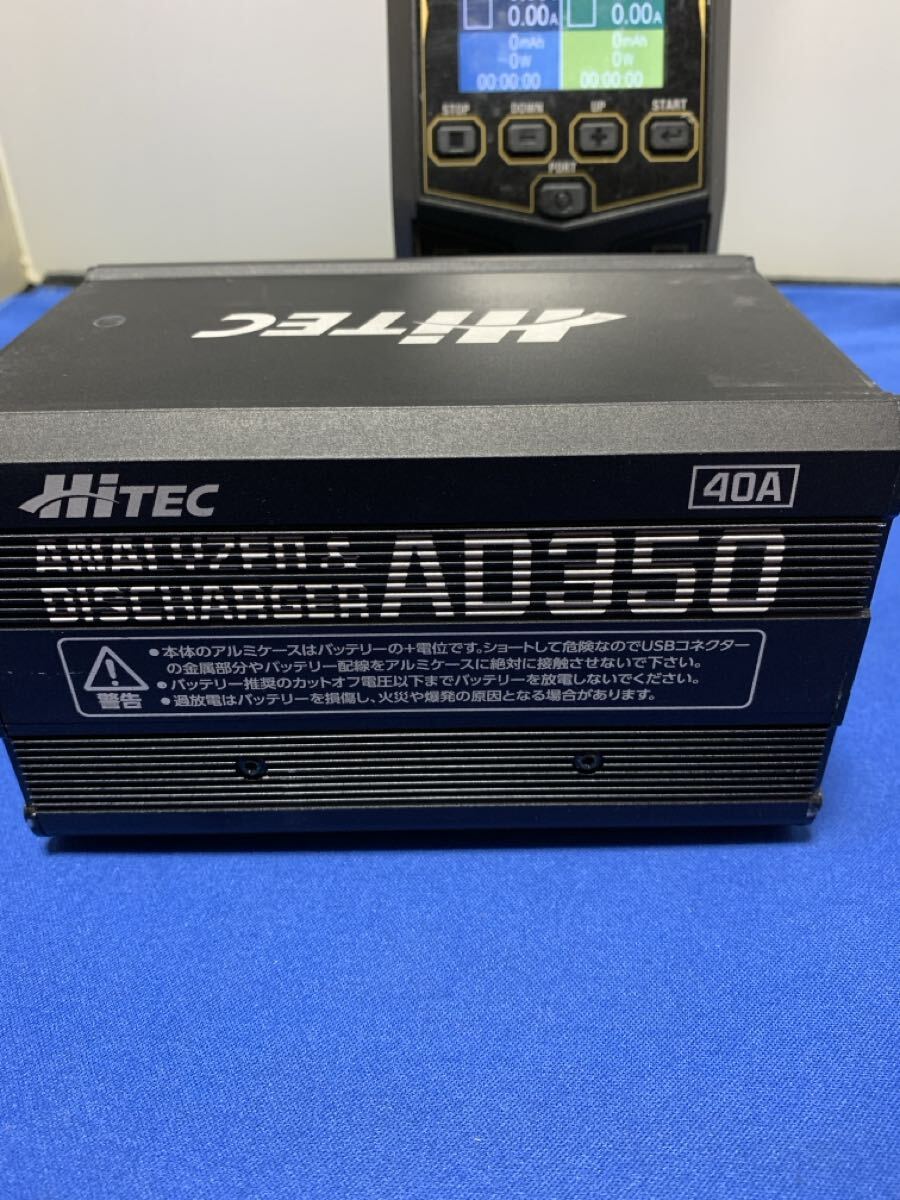 0.00A
0.00A
0mAh
0mAh
0W
0W
00:00:00
00:00:00
STOP
DOWN
UP
START
PORT
HiTEC
HiTEC
40A
ANALYZER &
DISCHARGER AD350
警告
● 本体のアルミケースはバッテリーの+電位です。ショートして危険なのでUSBコネクター
の金属部分やバッテリー配線をアルミケースに絶対に接触させないで下さい。
● バッテリー推奨のカットオフ電圧以下までバッテリーを放電しないでください。
● 過放電はバッテリーを損傷し、火災や爆発の原因となる場合があります。